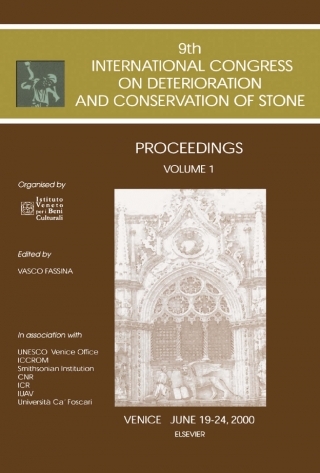 9th
INTERNATIONAL CONGRESS
ON DETERIORATION
AND CONSERVATION OF STONE
PROCEEDINGS
VOLUME 1
Organised by
Istituto
Veneto
per i Beni
Culturali
Edited by
VASCO FASSINA
In association with
UNESCO Venice Office
ICCROM
Smithsonian Institution
CNR
ICR
IUAV
Università Ca' Foscari
VENICE JUNE 19-24, 2000
ELSEVIER